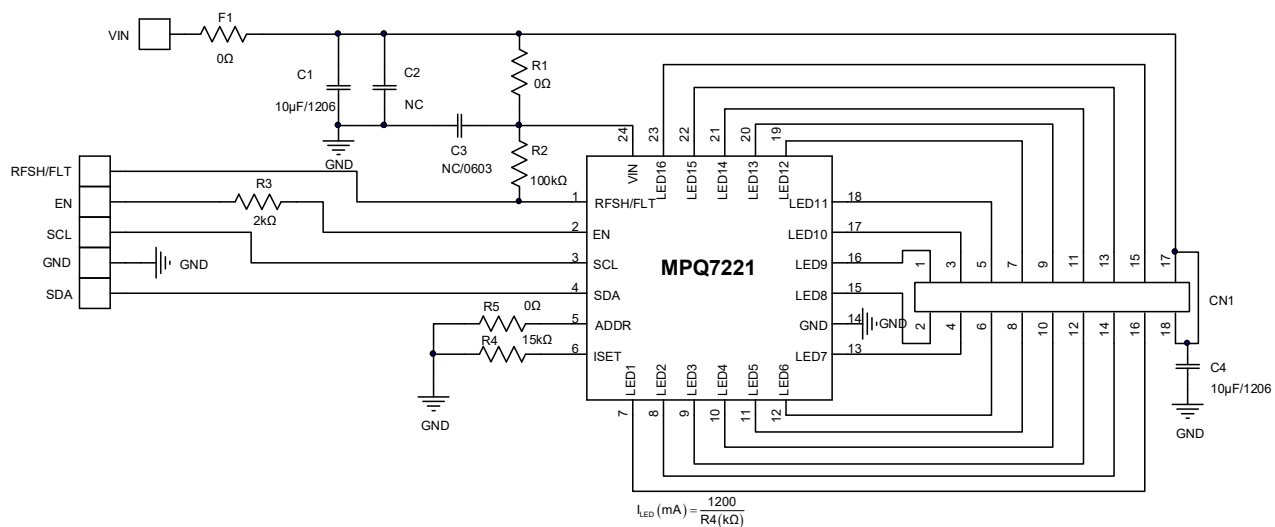 F1
VIN
0Ω
C1
10µF/1206
C2
NC
R1
0Ω
GND
C3
NC/0603
R2
100kΩ
24
23
22
21
20
19
VIN
LED16
LED15
LED14
LED13
LED12
RFSH/FLT
EN
SCL
GND
SDA
R3
2kΩ
GND
1
2
3
4
5
6
RFSH/FLT
EN
SCL
SDA
ADDR
ISET
MPQ7221
LED11
LED10
LED9
LED8
GND
LED7
18
17
16
15
14
13
GND
R5
0Ω
R4
15kΩ
GND
LED1
LED2
LED3
LED4
LED5
LED6
7
8
9
10
11
12
1
3
5
7
9
11
13
15
17
CN1
2
4
6
8
10
12
14
16
18
C4
10µF/1206
GND
I_LED (mA) = 1200 / R4(kΩ)